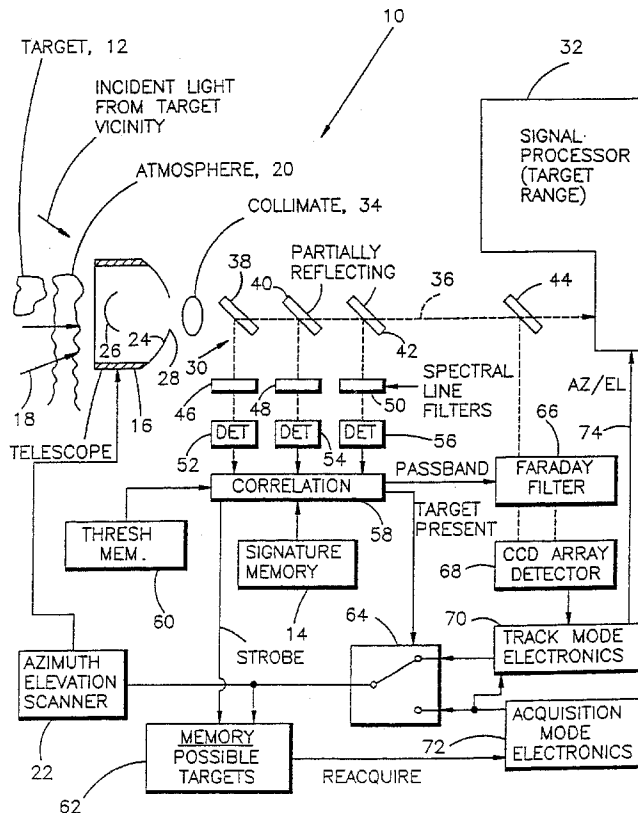 10
TARGET, 12
32
INCIDENT LIGHT
FROM TARGET
VICINITY
SIGNAL-
PROCESSOR
(TARGET
RANGE)
ATMOSPHERE, 20
COLLIMATE, 34
38
40
PARTIALLY
REFLECTING
36
44
42
26
24
28
30
18
16
TELESCOPE
46
48
50
SPECTRAL
LINE
FILTERS
AZ/EL
74
52
DET
DET
54
DET
56
66
PASSBAND
FARADAY
FILTER
CORRELATION
58
TARGET
PRESENT
THRESH
MEM.
60
SIGNATURE
MEMORY
14
68
CCD ARRAY
DETECTOR
64
70
TRACK MODE
ELECTRONICS
STROBE
AZIMUTH
ELEVATION
SCANNER
22
MEMORY
POSSIBLE
TARGETS
62
REACQUIRE
ACQUISITION
MODE
ELECTRONICS
72